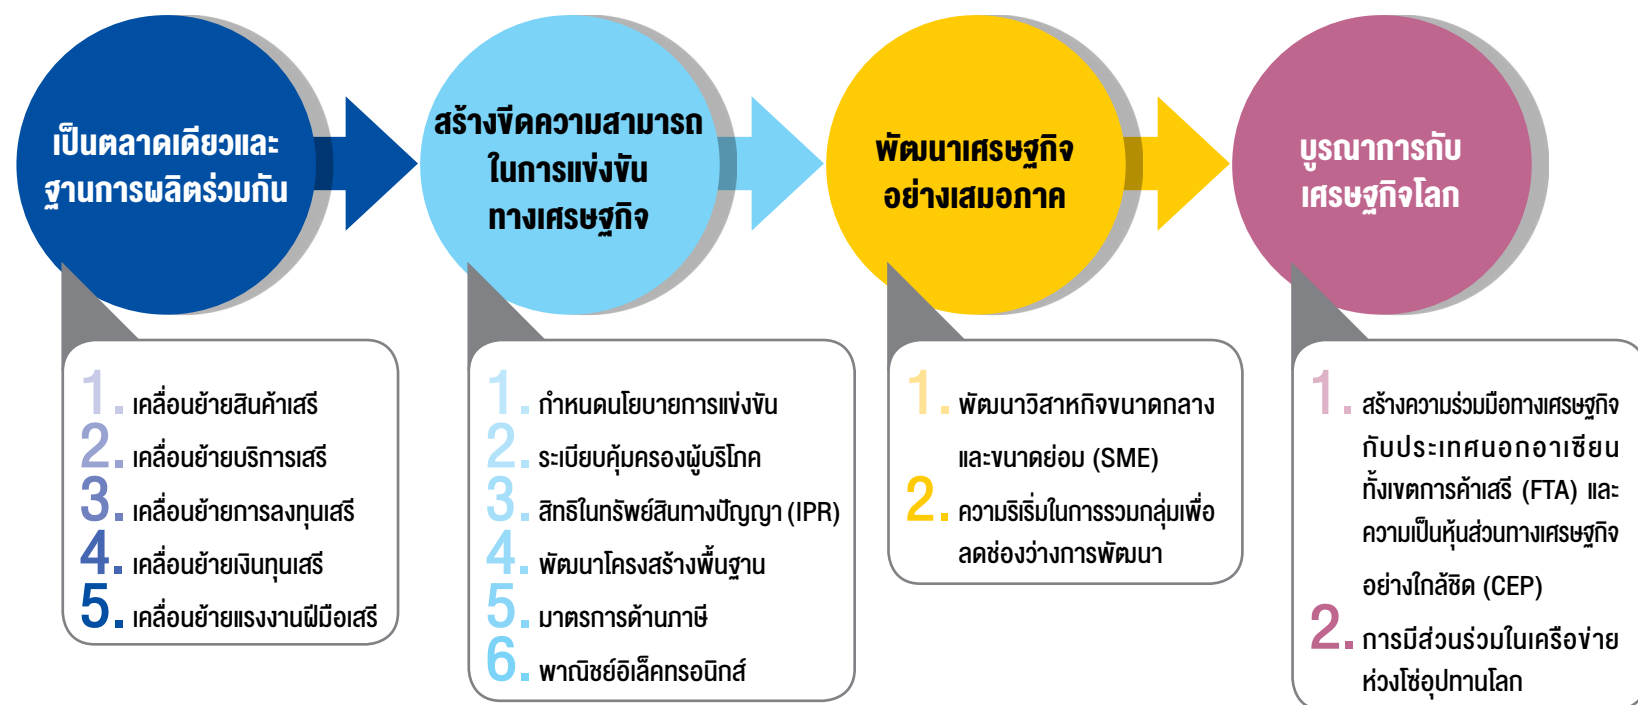 เป็นตลาดเดียวและ
ฐานการผลิตร่วมกัน
สร้างขีดความสามารถ
ในการแข่งขัน
ทางเศรษฐกิจ
พัฒนาเศรษฐกิจ
อย่างเสมอภาค
บูรณาการกับ
เศรษฐกิจโลก
1. เคลื่อนย้ายสินค้าเสรี
2. เคลื่อนย้ายบริการเสรี
3. เคลื่อนย้ายการลงทุนเสรี
4. เคลื่อนย้ายเงินทุนเสรี
5. เคลื่อนย้ายแรงงานฝีมือเสรี
1. กำหนดนโยบายการแข่งขัน
2. ระเบียบคุ้มครองผู้บริโภค
3. สิทธิในทรัพย์สินทางปัญญา (IPR)
4. พัฒนาโครงสร้างพื้นฐาน
5. มาตรการด้านภาษี
6. พาณิชย์อิเล็คทรอนิกส์
1. พัฒนาวิสาหกิจขนาดกลาง
และขนาดย่อม (SME)
2. ความริเริ่มในการรวมกลุ่มเพื่อ
ลดช่องว่างการพัฒนา
1. สร้างความร่วมมือทางเศรษฐกิจ
กับประเทศนอกอาเซียน
ทั้งเขตการค้าเสรี (FTA) และ
ความเป็นหุ้นส่วนทางเศรษฐกิจ
อย่างใกล้ชิด (CEP)
2. การมีส่วนร่วมในเครือข่าย
ห่วงโซ่อุปทานโลก